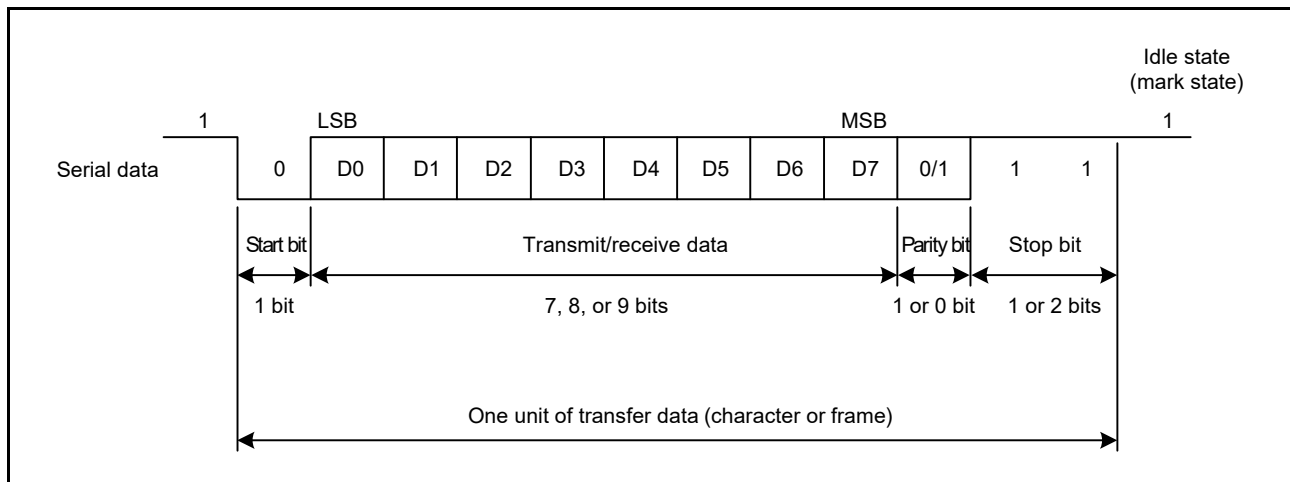 Idle state
(mark state)
1 LSB MSB 1
Serial data 0 D0 D1 D2 D3 D4 D5 D6 D7 0/1 1 1
Start bit Transmit/receive data Parity bit Stop bit
1 bit 7, 8, or 9 bits 1 or 0 bit 1 or 2 bits
One unit of transfer data (character or frame)